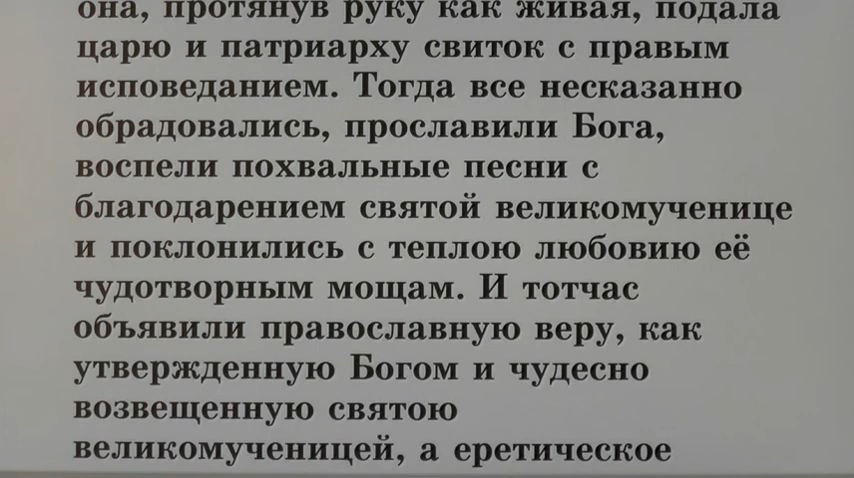 она, протянув руку как живая, подала
царю и патриарху свиток с правым
исповеданием. Тогда все несказанно
обрадовались, прославили Бога,
воспели похвальные песни с
благодарением святой великомученице
и поклонились с теплою любовию её
чудотворным мощам. И тотчас
объявили православную веру, как
утвержденную Богом и чудесно
возвещенную святою
великомученицей, а еретическое